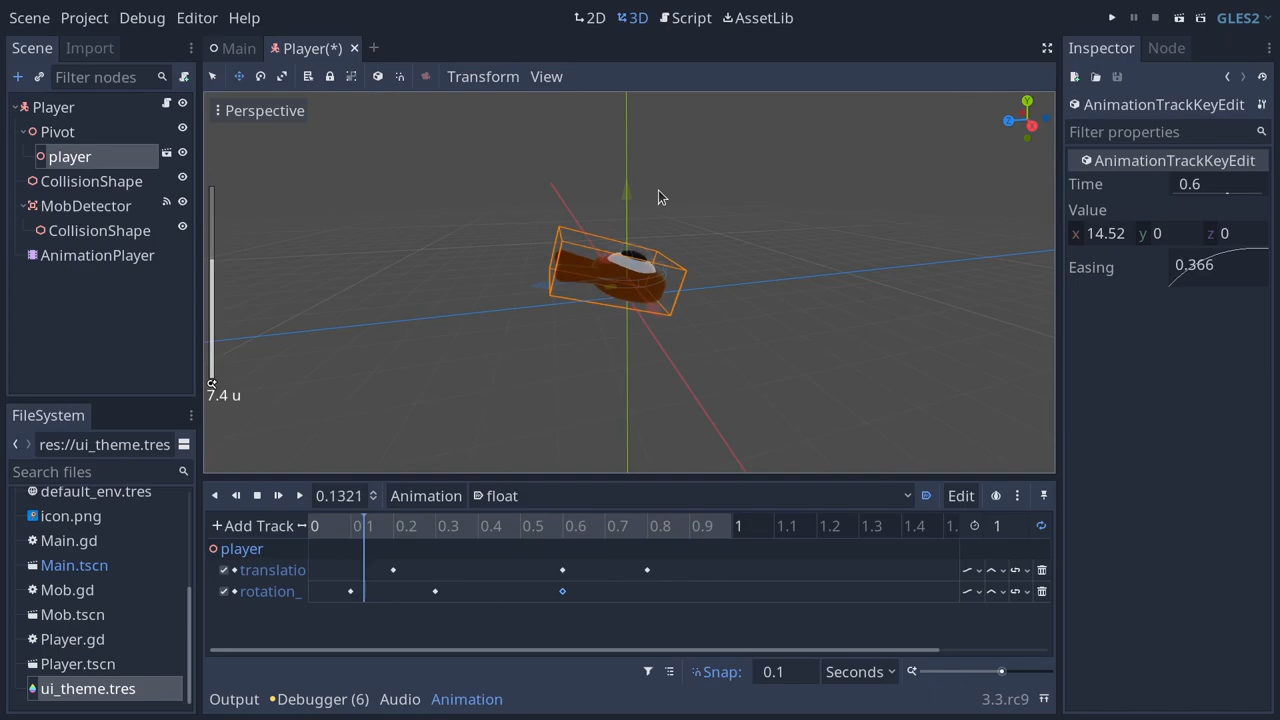 Scene Project Debug Editor Help 2D 3D Script AssetLib GLES2
Scene Import Main Player(*) Inspector Node
Filter nodes Transform View
Player Perspective AnimationTrackKeyEdit
Pivot Filter properties
player AnimationTrackKeyEdit
CollisionShape Time 0.6
MobDetector Value
CollisionShape x 14.52 y 0 z 0
AnimationPlayer Easing 0.366
7.4 u
FileSystem
res://ui_theme.tres
Search files
default_env.tres 0.1321 Animation float Edit
icon.png Add Track 0 0.1 0.2 0.3 0.4 0.5 0.6 0.7 0.8 0.9 1 1.1 1.2 1.3 1.4 1. 1
Main.gd player
Main.tscn translatio
Mob.gd rotation_
Mob.tscn
Player.gd
Player.tscn Snap: 0.1 Seconds
ui_theme.tres Output Debugger (6) Audio Animation 3.3.rc9